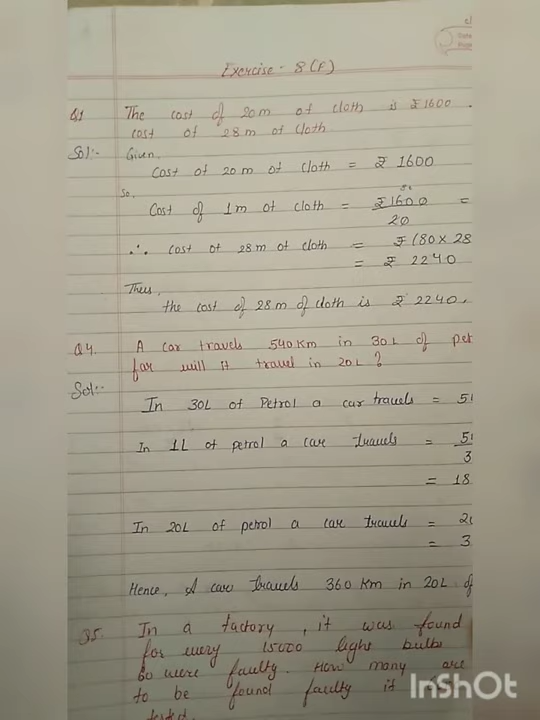 Exercise - 8(F)
Q1 The cost of 20m of cloth is ₹1600.
cost of 28m of cloth
Sol:- Given,
Cost of 20 m of cloth = ₹ 1600
So,
Cost of 1m of cloth = ₹1600 =
20
∴ cost of 28m of cloth = ₹ (80 × 28
= ₹ 2240
Thus,
the cost of 28m of cloth is ₹ 2240.
Q4. A car travels 540 Km in 30L of pet
far will it travel in 20L ?
Sol:-
In 30L of Petrol a car travels = 5
In 1L of petrol a car travels = 5
3
= 18
In 20L of petrol a car travels = 2
= 3
Hence, A car travels 360 Km in 20L of
Q5. In a factory, it was found
for every 15000 light bulbs
60 were faulty. How many are
to be found faulty if
tested
InShOt